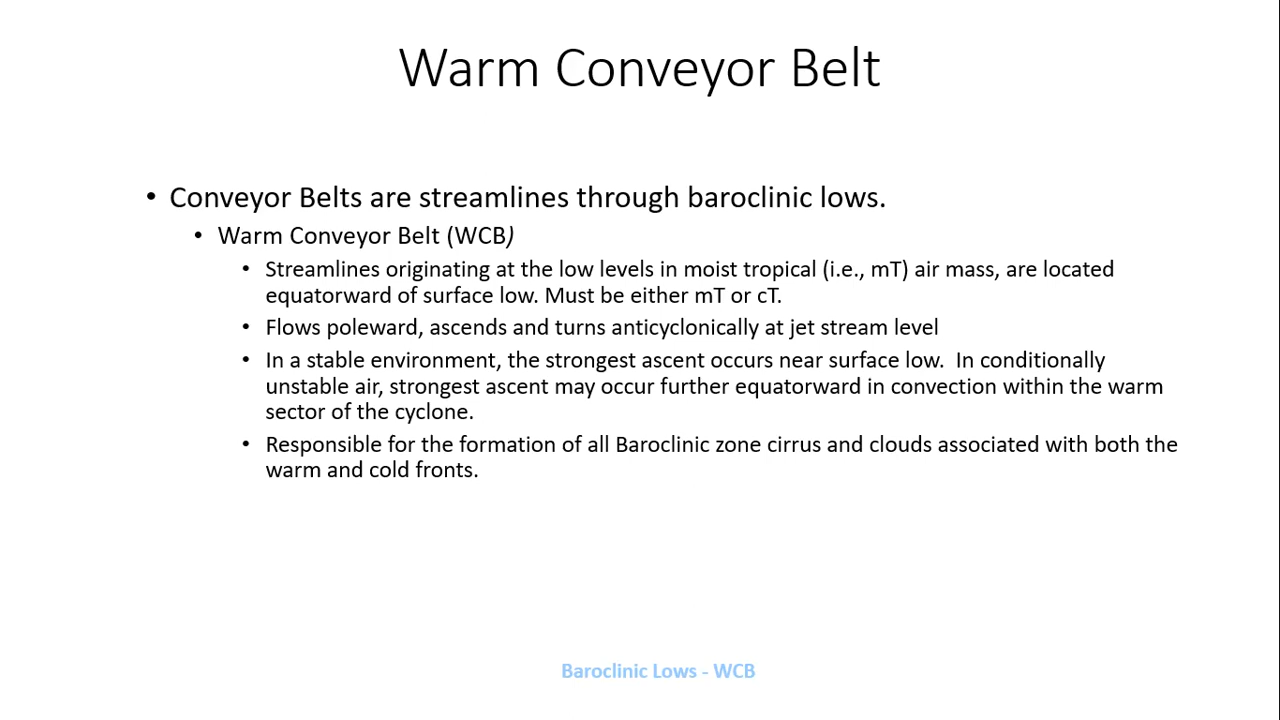 Warm Conveyor Belt
• Conveyor Belts are streamlines through baroclinic lows.
• Warm Conveyor Belt (WCB)
• Streamlines originating at the low levels in moist tropical (i.e., mT) air mass, are located
equatorward of surface low. Must be either mT or cT.
• Flows poleward, ascends and turns anticyclonically at jet stream level
• In a stable environment, the strongest ascent occurs near surface low.  In conditionally
unstable air, strongest ascent may occur further equatorward in convection within the warm
sector of the cyclone.
• Responsible for the formation of all Baroclinic zone cirrus and clouds associated with both the
warm and cold fronts.
Baroclinic Lows - WCB